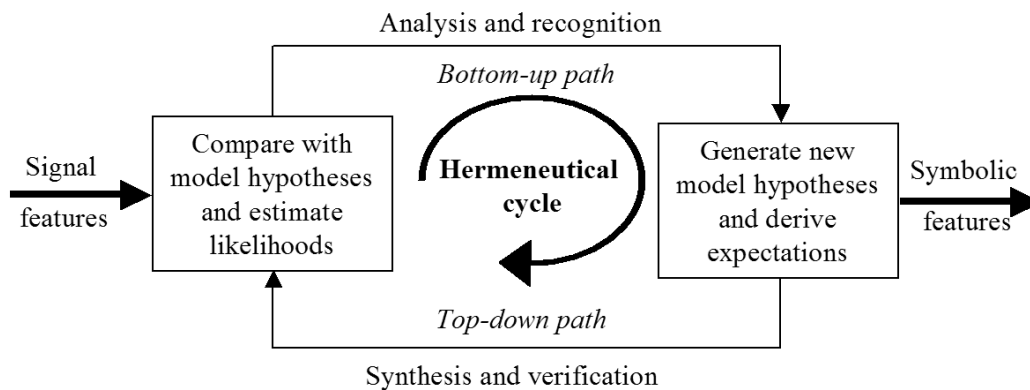 Analysis and recognition
Bottom-up path
Signal
features
Compare with
model hypotheses
and estimate
likelihoods
Hermeneutical
cycle
Generate new
model hypotheses
and derive
expectations
Symbolic
features
Top-down path
Synthesis and verification